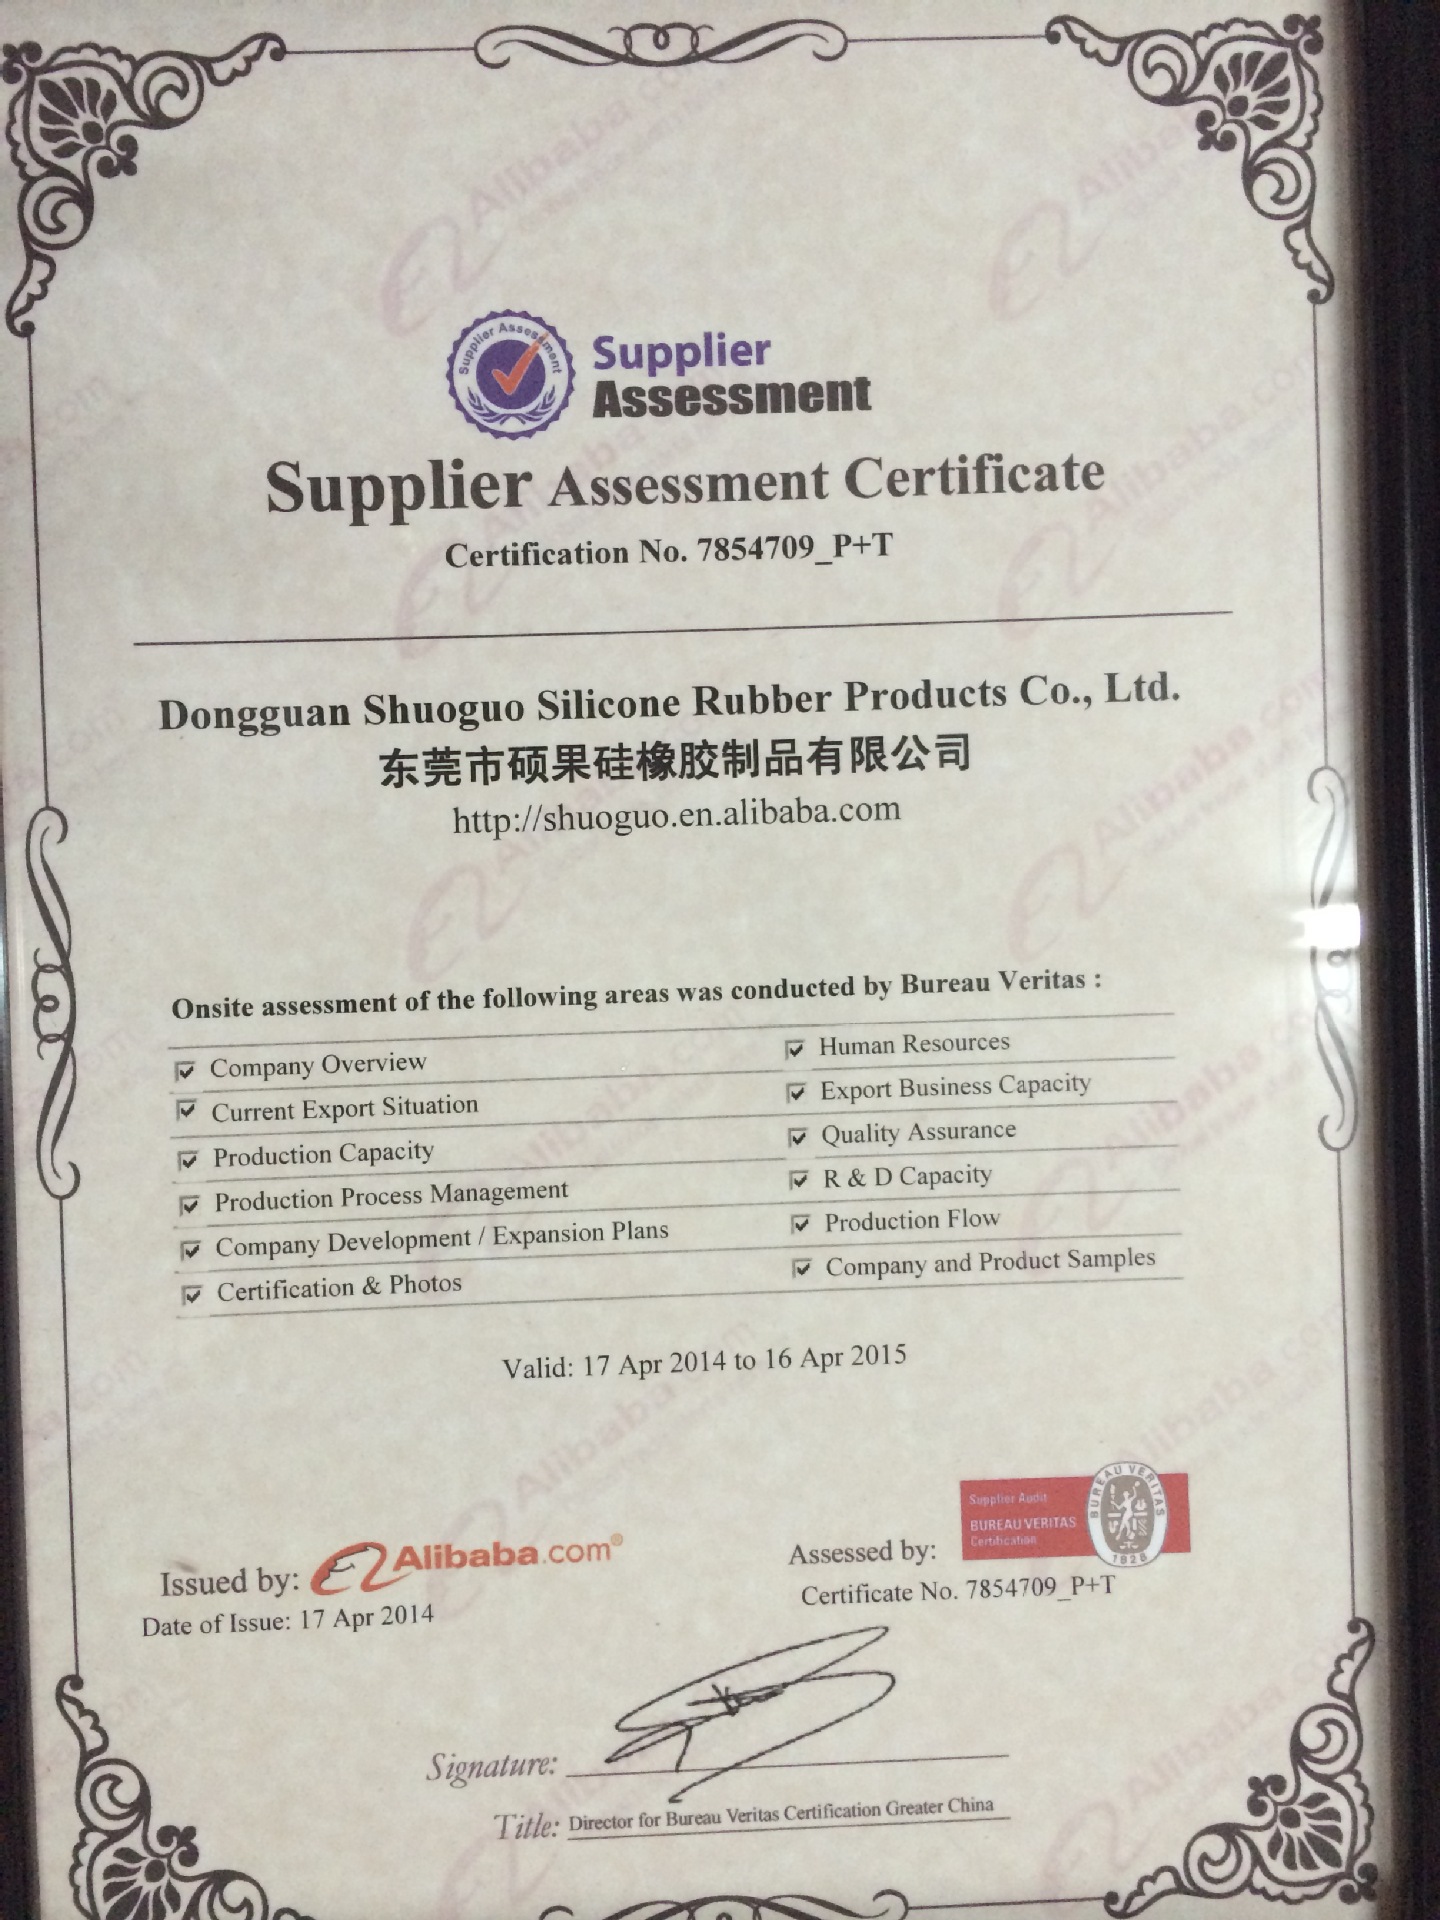 Supplier Assessment
Supplier
Assessment
Supplier Assessment Certificate
Certification No. 7854709_P+T
Dongguan Shuoguo Silicone Rubber Products Co., Ltd.
东莞市硕果硅橡胶制品有限公司
http://shuoguo.en.alibaba.com
Onsite assessment of the following areas was conducted by Bureau Veritas :
Company Overview
Human Resources
Current Export Situation
Export Business Capacity
Production Capacity
Quality Assurance
Production Process Management
R & D Capacity
Company Development / Expansion Plans
Production Flow
Certification & Photos
Company and Product Samples
Valid: 17 Apr 2014 to 16 Apr 2015
Issued by: Alibaba.com®
Date of Issue: 17 Apr 2014
Assessed by:
Supplier Audit
BUREAU VERITAS
Certification
BUREAU VERITAS
1828
Certificate No. 7854709_P+T
Signature:
Title: Director for Bureau Veritas Certification Greater China